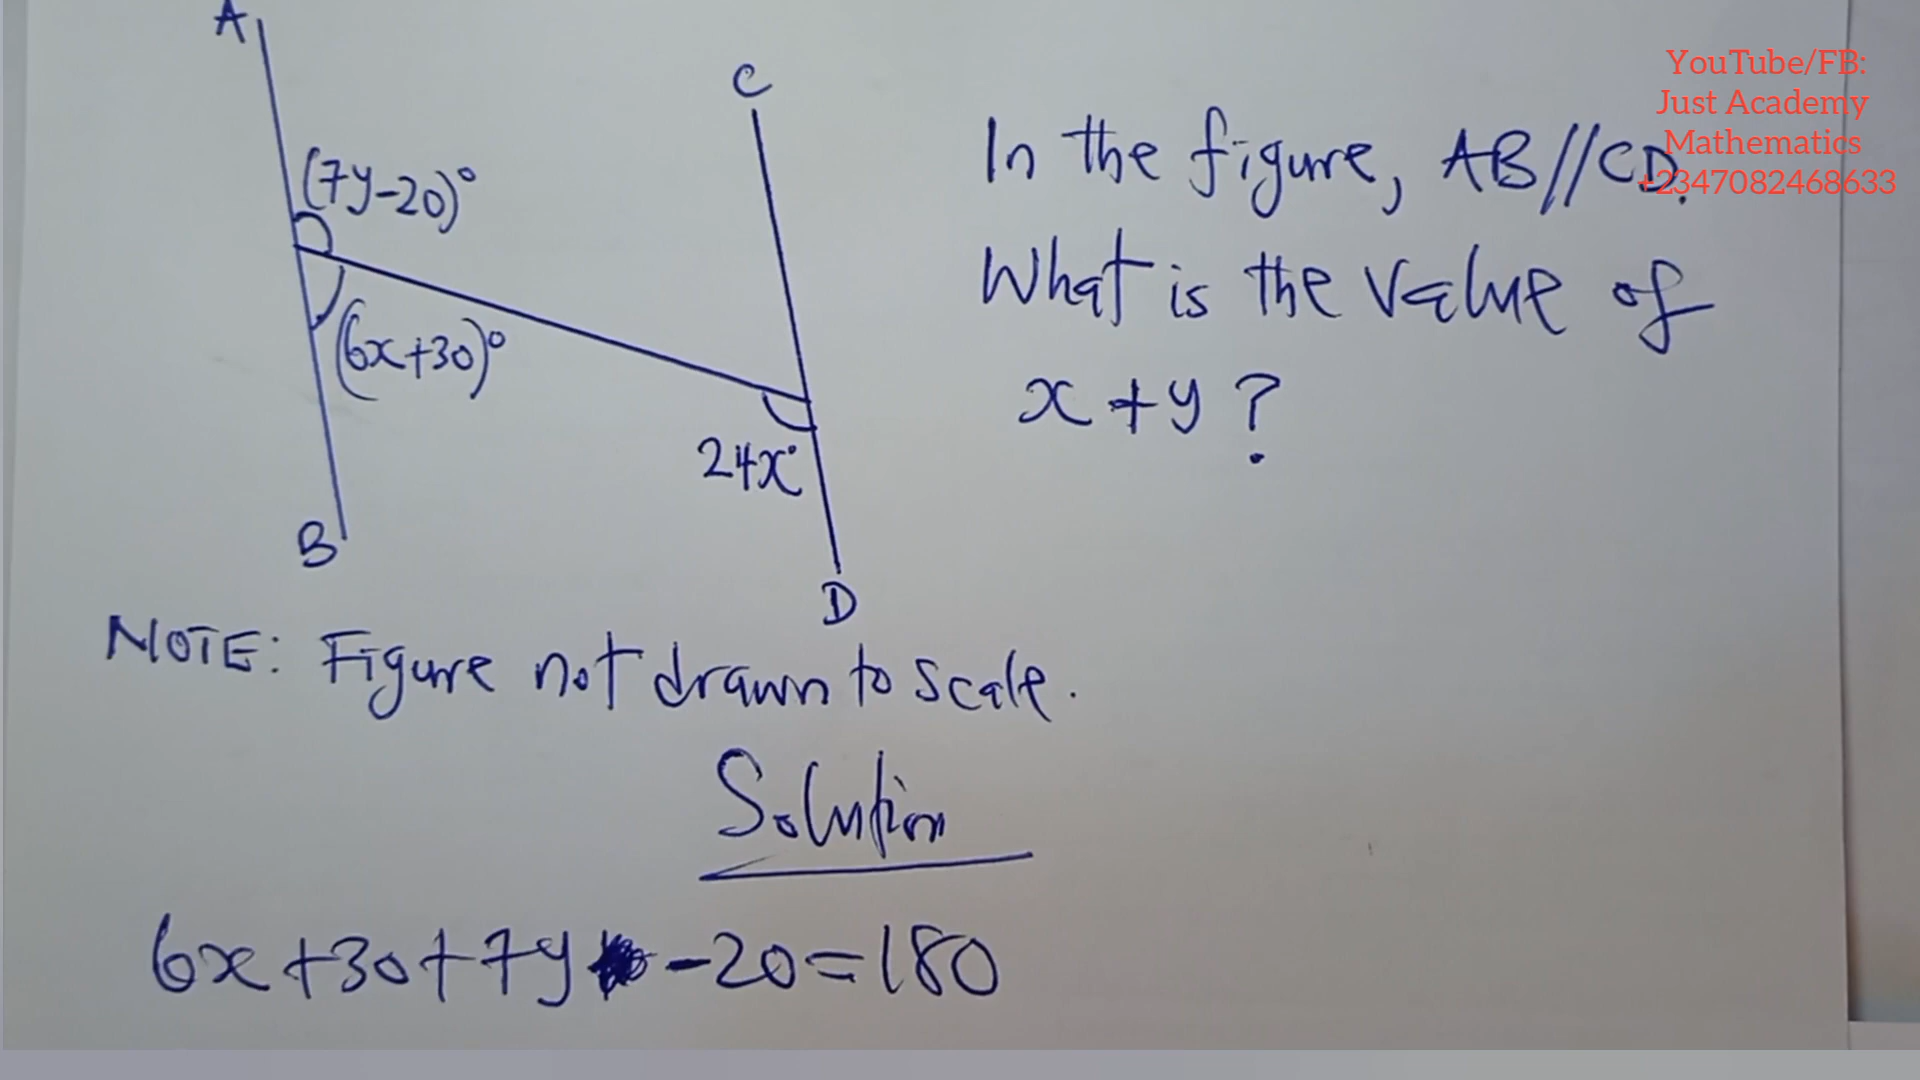 A
C
(7y-20)°
(6x+30)°
24x°
B
D
In the figure, AB//CD.
What is the value of
x+y?
NOTE: Figure not drawn to scale.
Solution
6x+30+7y-20=180
YouTube/FB:
Just Academy
Mathematics
+2347082468633